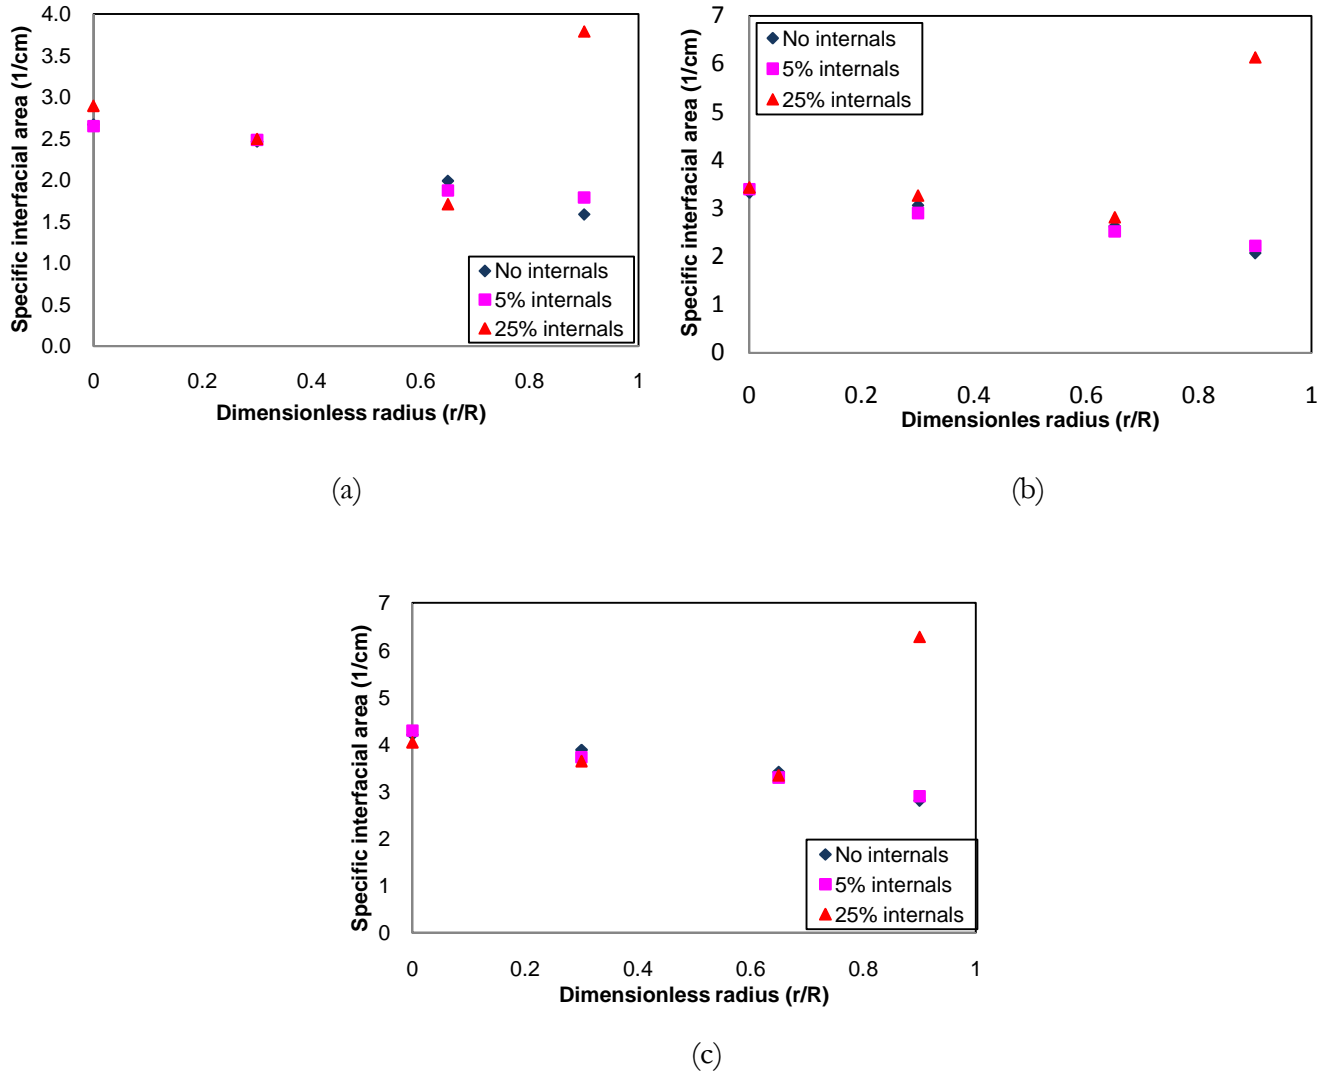 Specific interfacial area (1/cm)
4.0
3.5
3.0
2.5
2.0
1.5
1.0
0.5
0.0
No internals
5% internals
25% internals
0 0.2 0.4 0.6 0.8 1
Dimensionless radius (r/R)
(a)
Specific interfacial area (1/cm)
7
6
5
4
3
2
1
0
No internals
5% internals
25% internals
0 0.2 0.4 0.6 0.8 1
Dimensionles radius (r/R)
(b)
Specific interfacial area (1/cm)
7
6
5
4
3
2
1
0
No internals
5% internals
25% internals
0 0.2 0.4 0.6 0.8 1
Dimensionless radius (r/R)
(c)